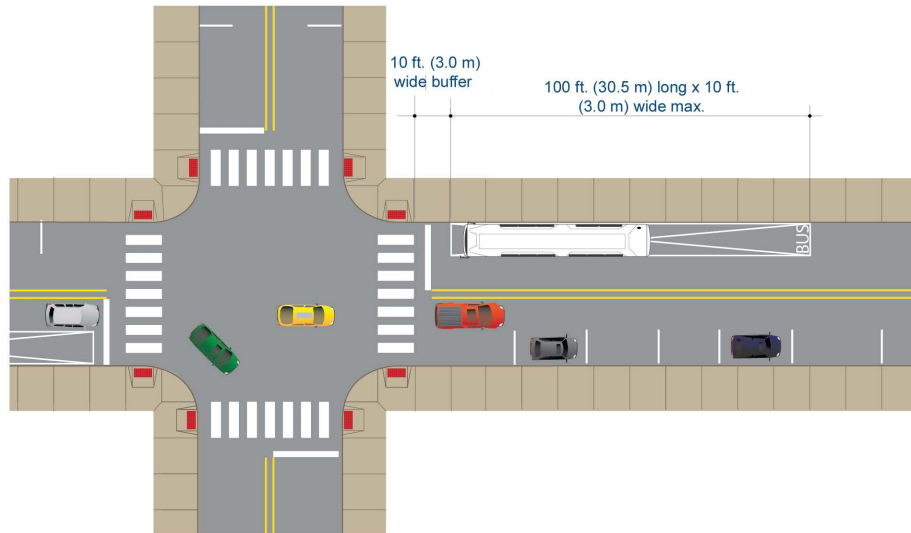 10 ft. (3.0 m)
wide buffer
100 ft. (30.5 m) long x 10 ft.
(3.0 m) wide max.
BUS